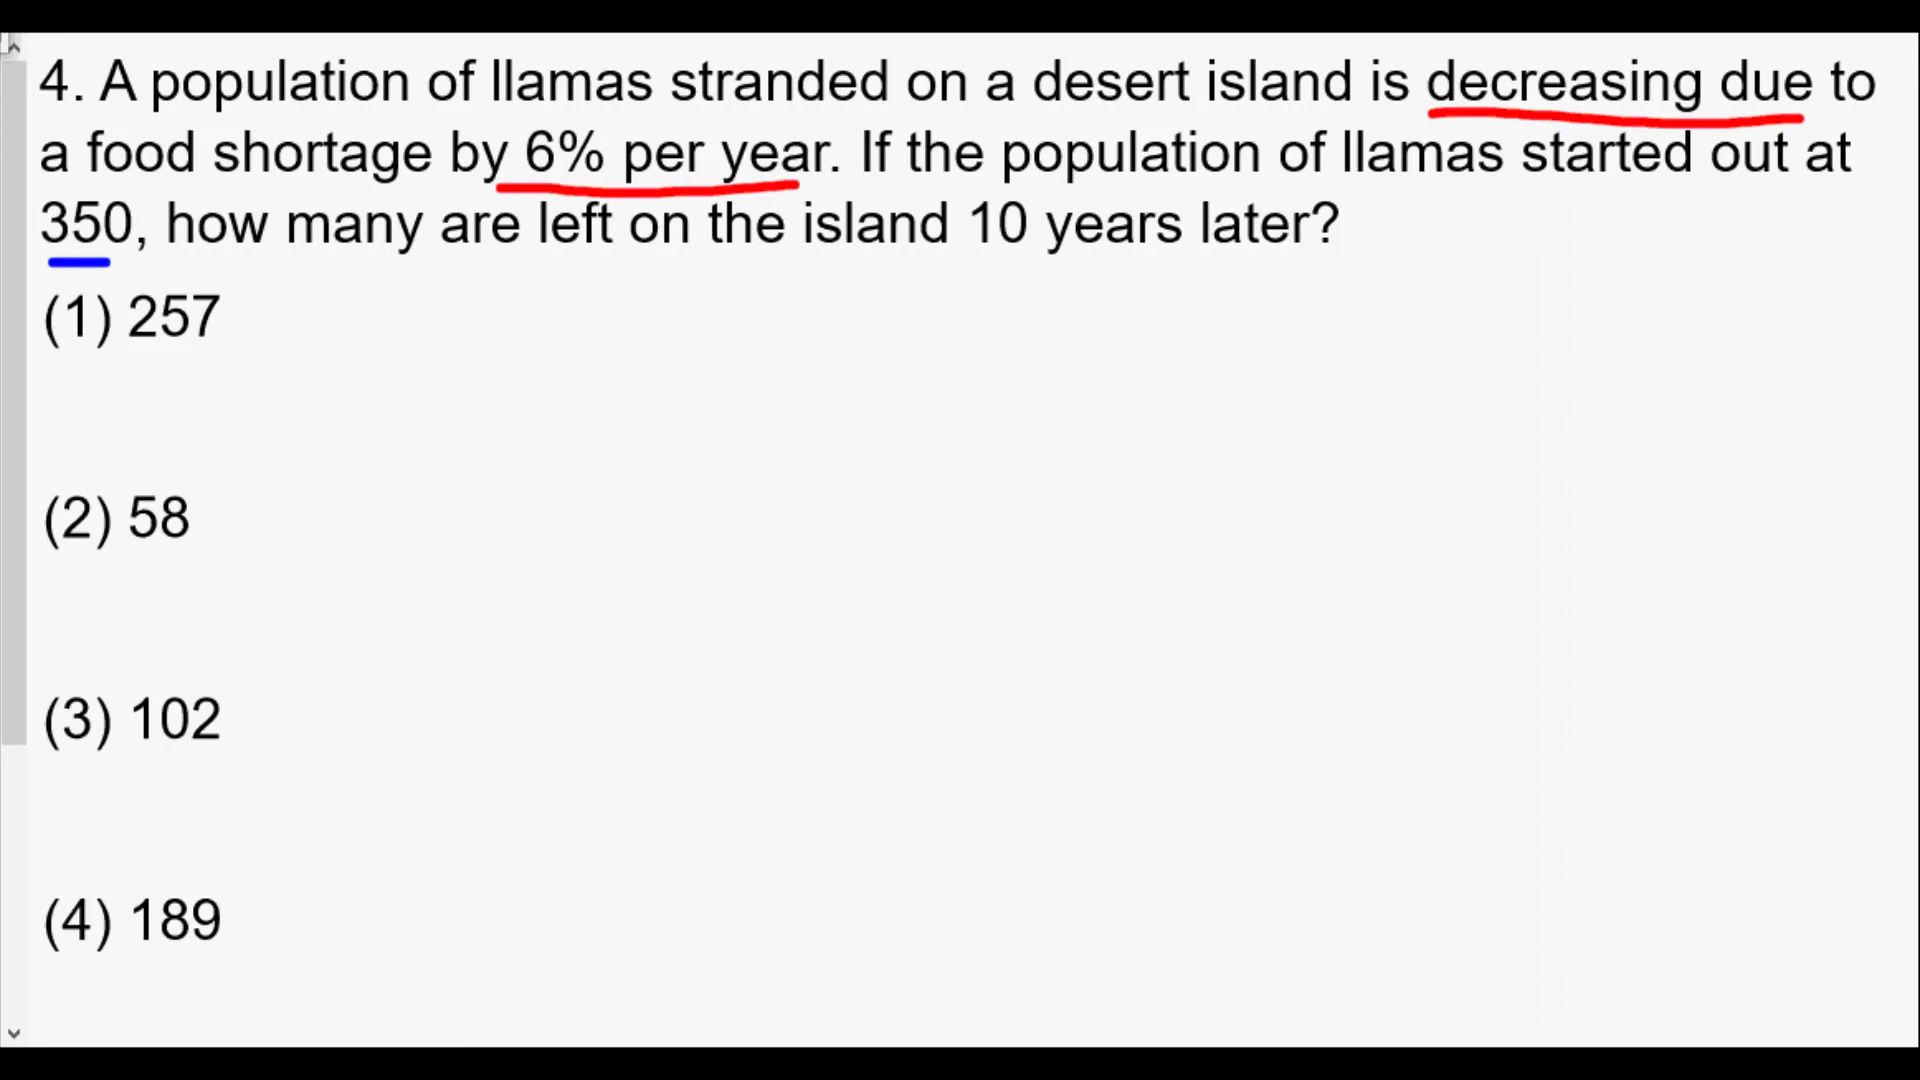 4. A population of llamas stranded on a desert island is decreasing due to
a food shortage by 6% per year. If the population of llamas started out at
350, how many are left on the island 10 years later?
(1) 257
(2) 58
(3) 102
(4) 189